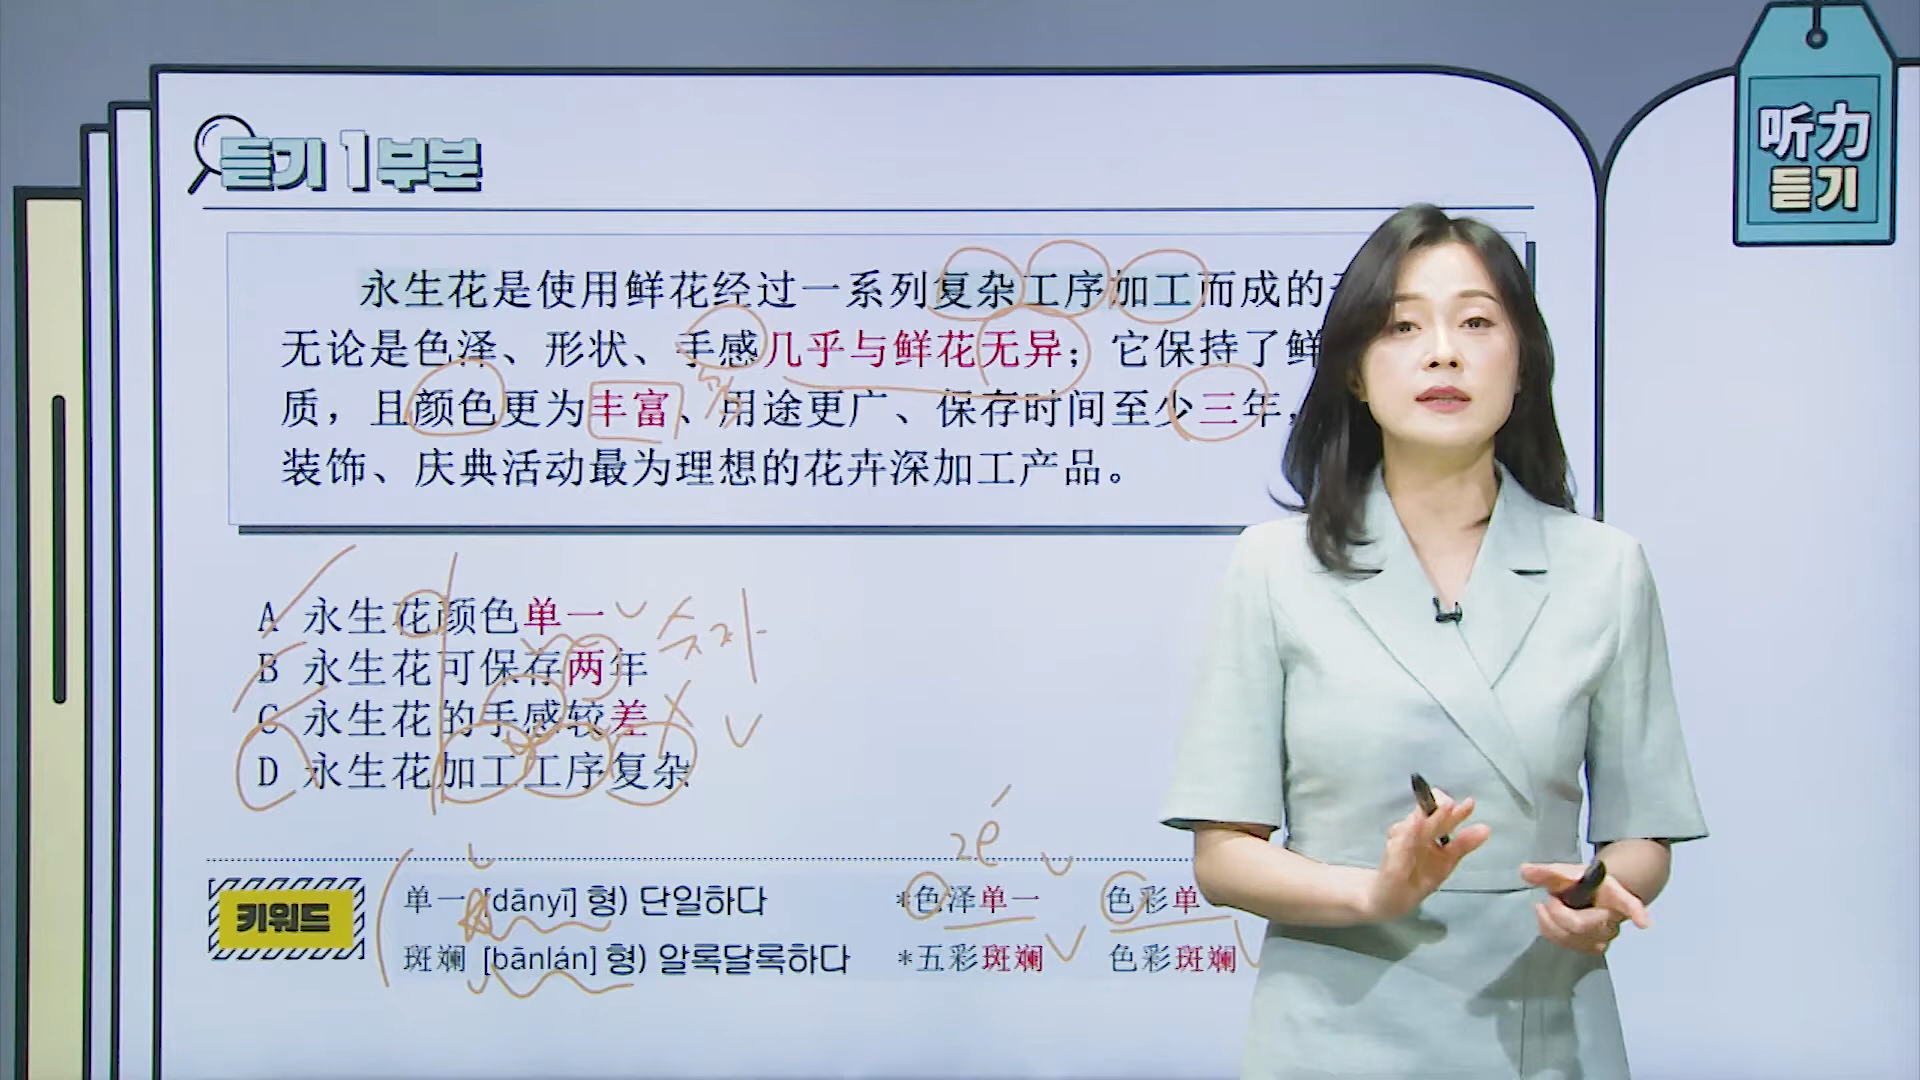 听力
듣기
듣기 1부분
永生花是使用鲜花经过一系列复杂工序加工而成的
无论是色泽、形状、手感几乎与鲜花无异；它保持了鲜
质，且颜色更为丰富、用途更广、保存时间至少三年，
装饰、庆典活动最为理想的花卉深加工产品。
A 永生花颜色单一
숫자
B 永生花可保存两年
C 永生花的手感较差
D 永生花加工工序复杂
zé
키워드
单一 [dānyī] 형) 단일하다 *色泽单一 色彩单
斑斓 [bānlán] 형) 알록달록하다 *五彩斑斓 色彩斑斓